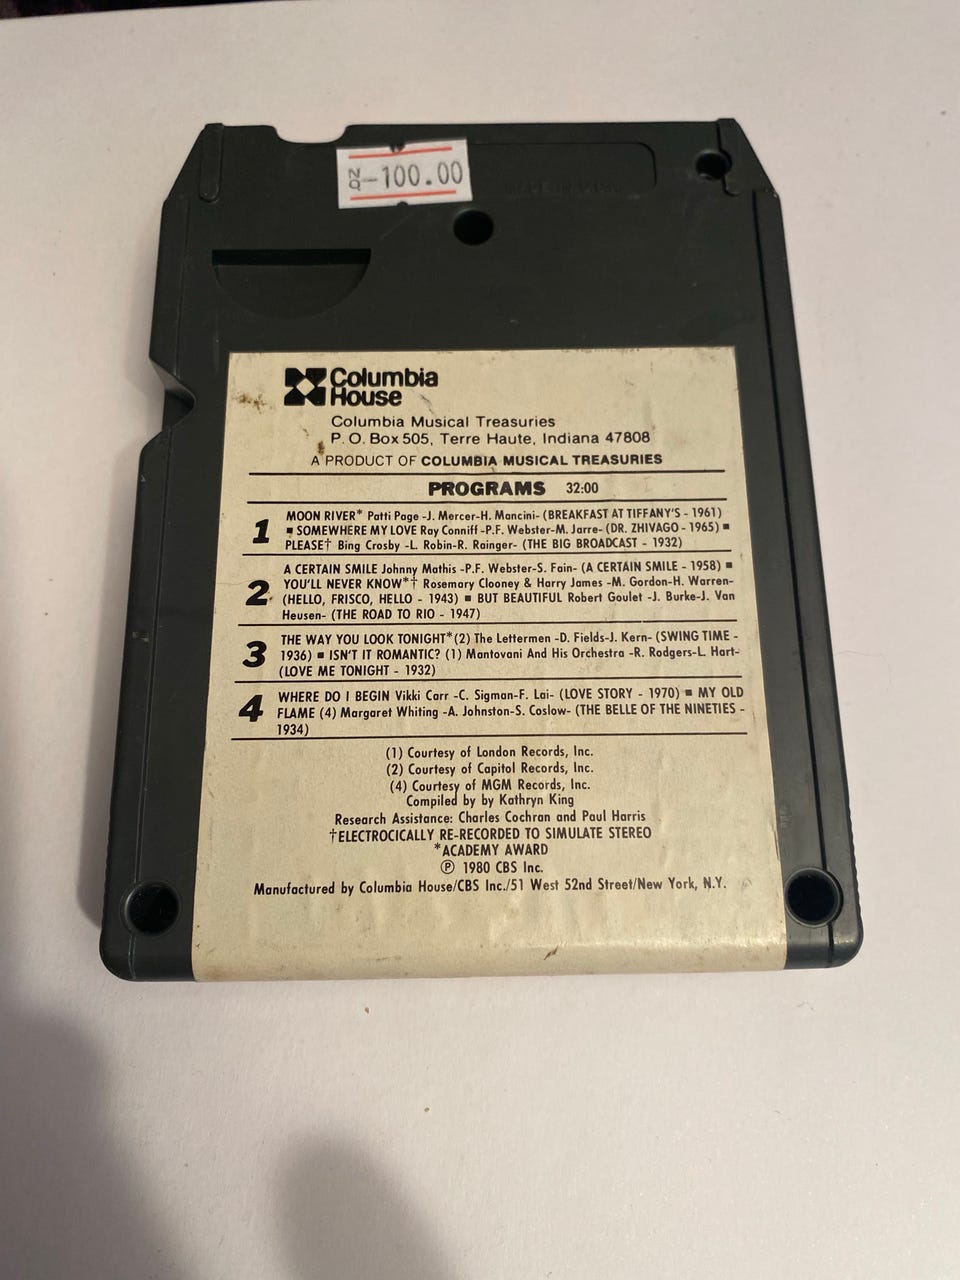 NQ -100.00
Columbia
House
Columbia Musical Treasuries
P.O. Box 505, Terre Haute, Indiana 47808
A PRODUCT OF COLUMBIA MUSICAL TREASURIES
PROGRAMS 32:00
1 MOON RIVER* Patti Page -J. Mercer-H. Mancini- (BREAKFAST AT TIFFANY'S - 1961)
■ SOMEWHERE MY LOVE Ray Conniff -P.F. Webster-M. Jarre- (DR. ZHIVAGO - 1965) ■
PLEASE† Bing Crosby -L. Robin-R. Rainger- (THE BIG BROADCAST - 1932)
2 A CERTAIN SMILE Johnny Mathis -P.F. Webster-S. Fain- (A CERTAIN SMILE - 1958) ■
YOU'LL NEVER KNOW*† Rosemary Clooney & Harry James -M. Gordon-H. Warren-
(HELLO, FRISCO, HELLO - 1943) ■ BUT BEAUTIFUL Robert Goulet -J. Burke-J. Van
Heusen- (THE ROAD TO RIO - 1947)
3 THE WAY YOU LOOK TONIGHT*(2) The Lettermen -D. Fields-J. Kern- (SWING TIME -
1936) ■ ISN'T IT ROMANTIC? (1) Mantovani And His Orchestra -R. Rodgers-L. Hart-
(LOVE ME TONIGHT - 1932)
4 WHERE DO I BEGIN Vikki Carr -C. Sigman-F. Lai- (LOVE STORY - 1970) ■ MY OLD
FLAME (4) Margaret Whiting -A. Johnston-S. Coslow- (THE BELLE OF THE NINETIES -
1934)
(1) Courtesy of London Records, Inc.
(2) Courtesy of Capitol Records, Inc.
(4) Courtesy of MGM Records, Inc.
Compiled by by Kathryn King
Research Assistance: Charles Cochran and Paul Harris
†ELECTROCICALLY RE-RECORDED TO SIMULATE STEREO
*ACADEMY AWARD
Ⓟ 1980 CBS Inc.
Manufactured by Columbia House/CBS Inc./51 West 52nd Street/New York, N.Y.